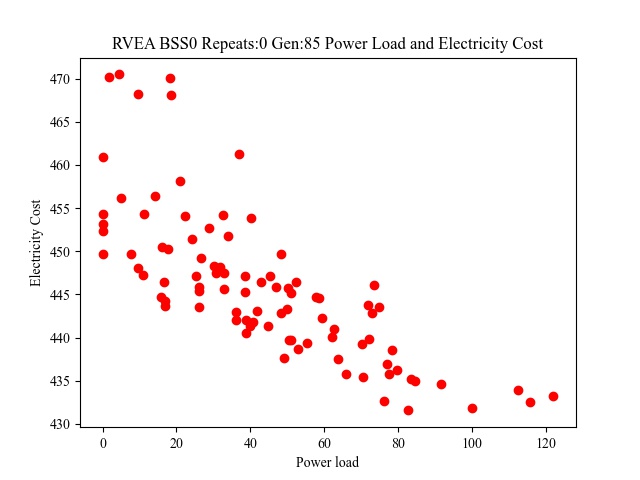 RVEA BSS0 Repeats:0 Gen:85 Power Load and Electricity Cost
470
465
460
455
450
445
440
435
430
Electricity Cost
0 20 40 60 80 100 120
Power load